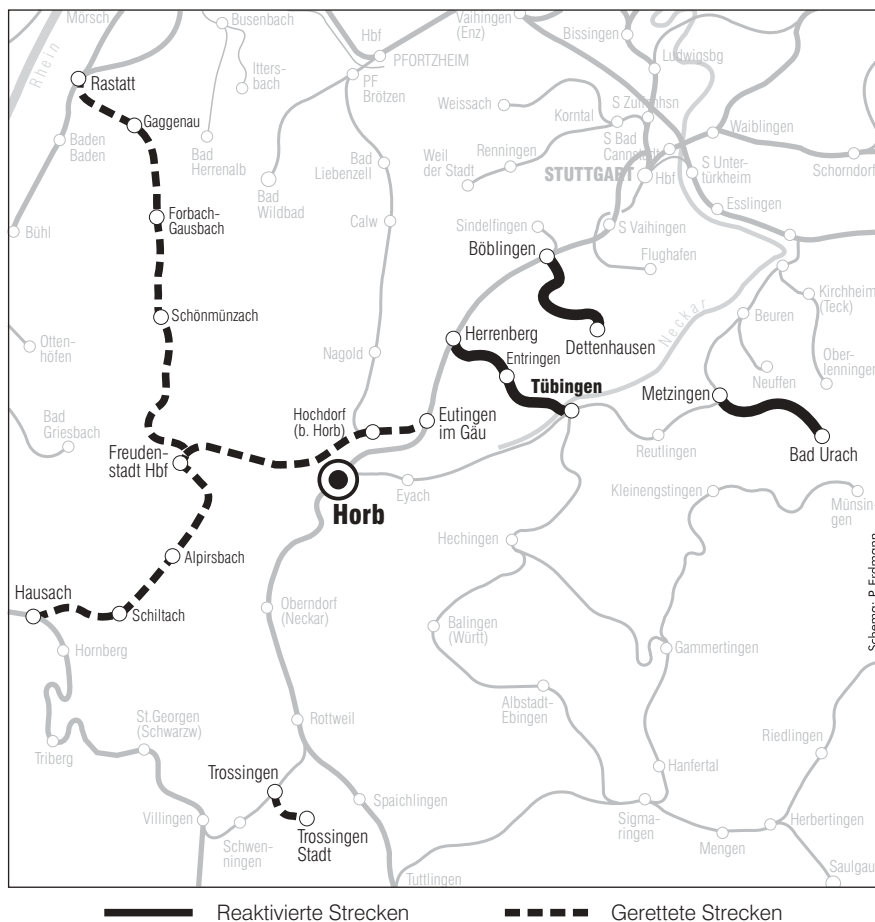 Mörsch
Busenbach
Hbf
Vaihingen
(Enz)
Bissingen
Rhein
PFORTZHEIM
Ludwigsbg
Ittersbach
PF
Brötzen
Rastatt
Weissach
Gaggenau
Korntal
S Zuffenhsn
Waiblingen
Baden
Baden
Bad
Herrenalb
Bad
Liebenzell
Weil
der Stadt
Renningen
S Bad
Cannstadt
STUTTGART
Hbf
S Unter-
türkheim
Schorndorf
Bad
Wildbad
Esslingen
Forbach-
Gausbach
Bühl
Calw
Sindelfingen
S Vaihingen
Böblingen
Flughafen
Kirchheim
(Teck)
Neckar
Schönmünzach
Beuren
Otten-
höfen
Herrenberg
Dettenhausen
Nagold
Entringen
Ober-
lenningen
Tübingen
Metzingen
Neuffen
Bad
Griesbach
Hochdorf
(b. Horb)
Eutingen
im Gäu
Freuden-
stadt Hbf
Reutlingen
Bad Urach
Eyach
Horb
Kleinengstingen
Münsin-
gen
Hechingen
Alpirsbach
Hausach
Schiltach
Oberndorf
(Neckar)
Balingen
(Württ)
Schema: P. Erdmann
Hornberg
Gammertingen
Albstadt-
Ebingen
St.Georgen
(Schwarzw)
Rottweil
Riedlingen
Triberg
Trossingen
Hanfertal
Spaichlingen
Villingen
Schwen-
ningen
Trossingen
Stadt
Sigma-
ringen
Mengen
Herbertingen
Tuttlingen
Saulgau
Reaktivierte Strecken
Gerettete Strecken